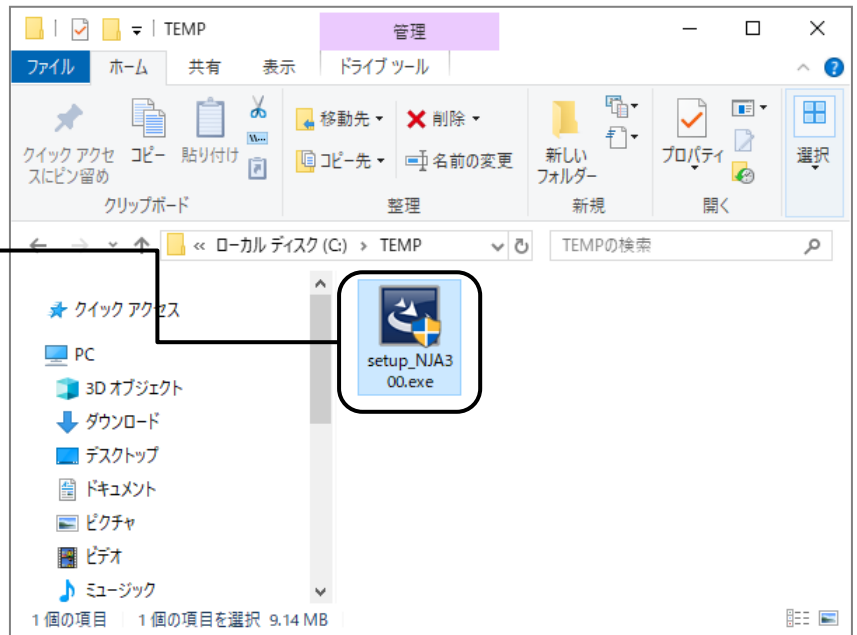 TEMP
管理
ファイル ホーム 共有 表示 ドライブ ツール
クイック アクセ
スにピン留め
コピー
貼り付け
移動先
削除
コピー先
名前の変更
新しい
フォルダー
プロパティ
選択
クリップボード 整理 新規 開く
« ローカル ディスク (C:) › TEMP
TEMPの検索
クイック アクセス
PC
3D オブジェクト
ダウンロード
デスクトップ
ドキュメント
ピクチャ
ビデオ
ミュージック
setup_NJA3
00.exe
1 個の項目 1 個の項目を選択 9.14 MB